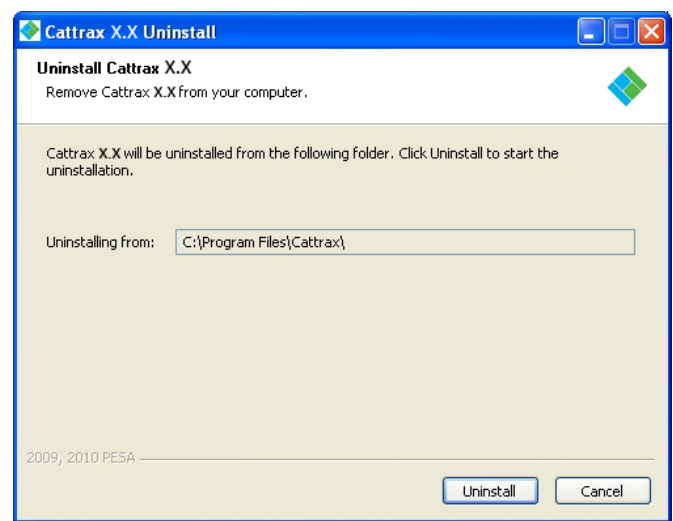 Cattrax X.X Uninstall
Uninstall Cattrax X.X
Remove Cattrax X.X from your computer.
Cattrax X.X will be uninstalled from the following folder. Click Uninstall to start the
uninstallation.
Uninstalling from: C:\Program Files\Cattrax\
2009, 2010 PESA
Uninstall Cancel